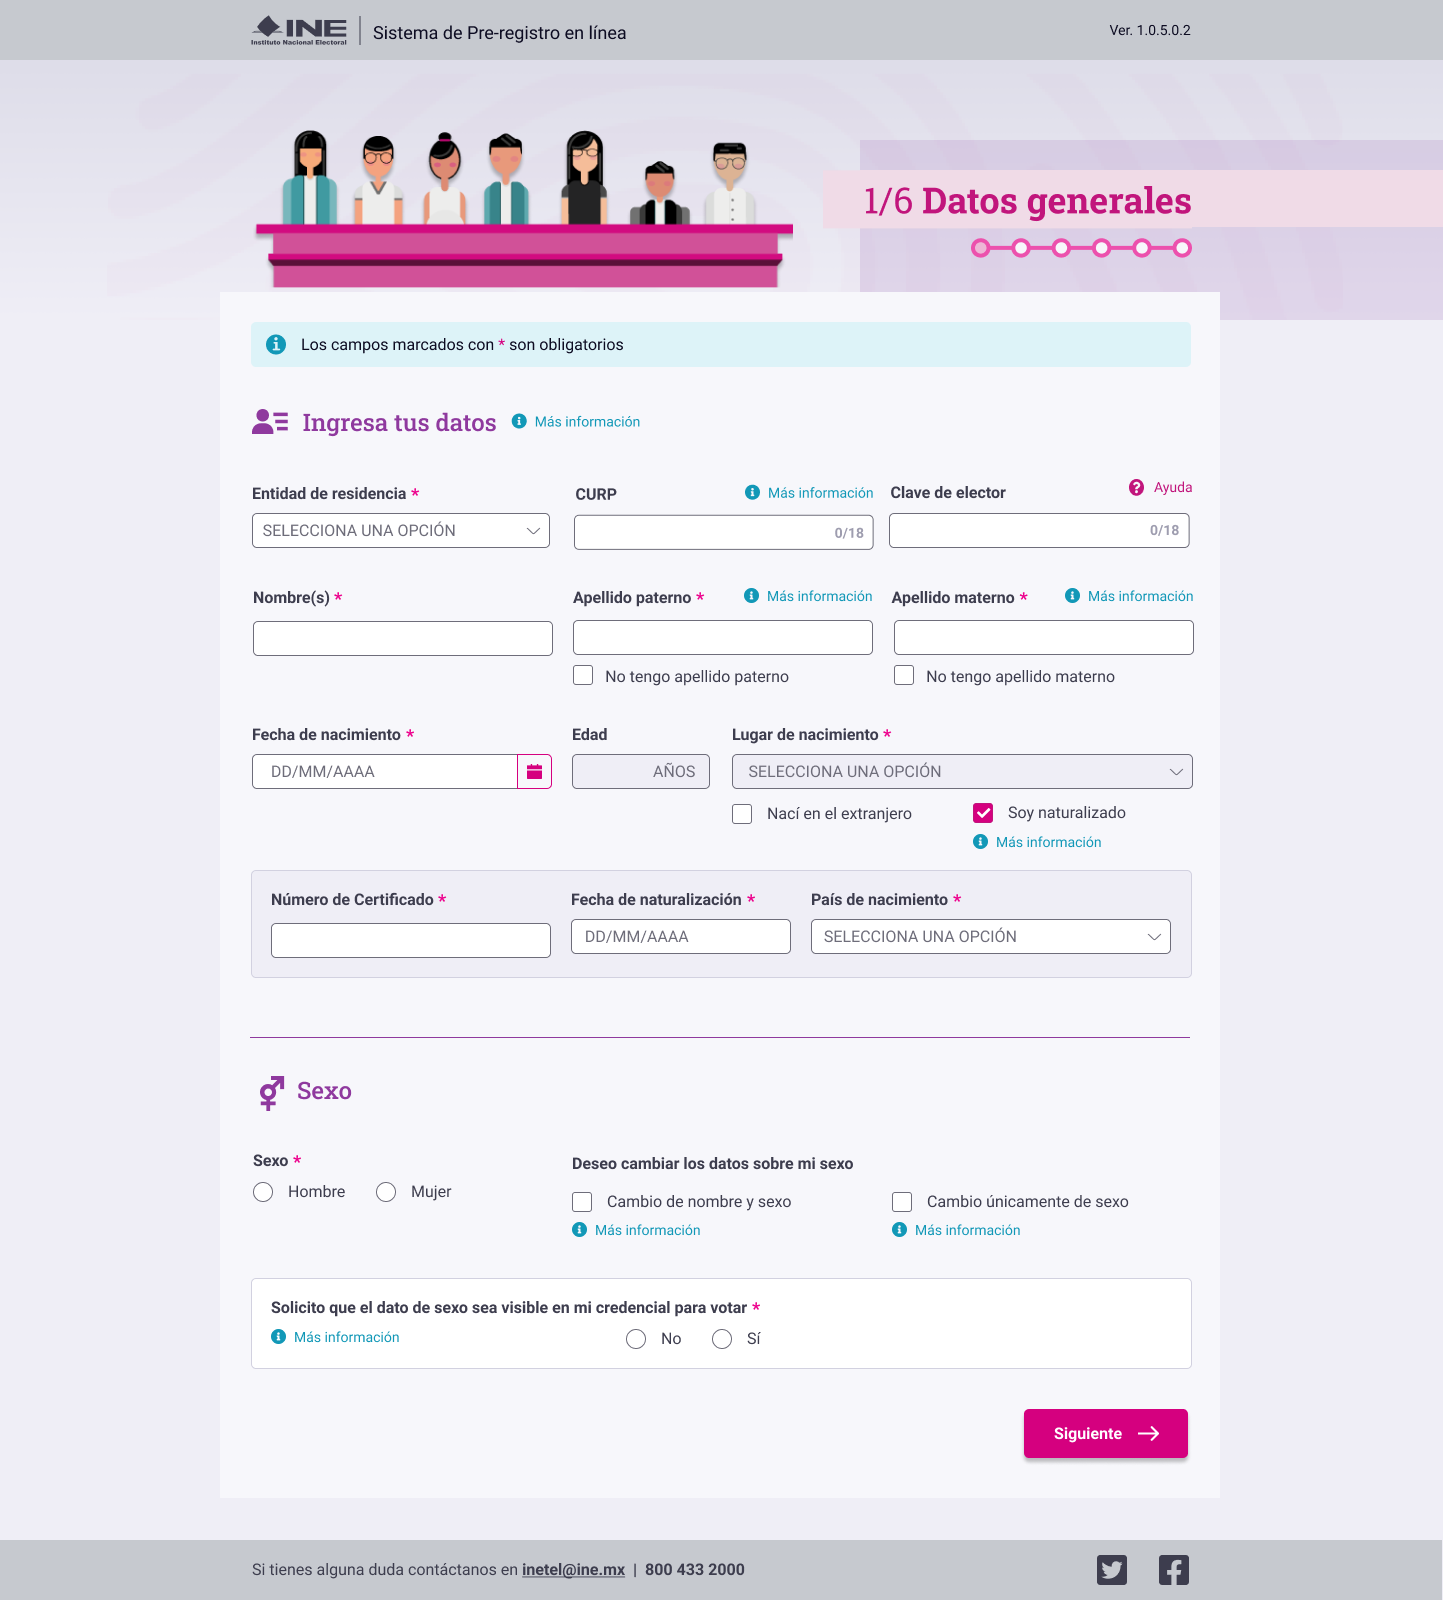 INE
Instituto Nacional Electoral
Sistema de Pre-registro en línea
Ver. 1.0.5.0.2
1/6 Datos generales
Los campos marcados con * son obligatorios
Ingresa tus datos
Más información
Entidad de residencia *
CURP
Más información
Clave de elector
Ayuda
SELECCIONA UNA OPCIÓN
0/18
0/18
Nombre(s) *
Apellido paterno *
Más información
Apellido materno *
Más información
No tengo apellido paterno
No tengo apellido materno
Fecha de nacimiento *
Edad
Lugar de nacimiento *
DD/MM/AAAA
AÑOS
SELECCIONA UNA OPCIÓN
Nací en el extranjero
Soy naturalizado
Más información
Número de Certificado *
Fecha de naturalización *
País de nacimiento *
DD/MM/AAAA
SELECCIONA UNA OPCIÓN
Sexo
Sexo *
Deseo cambiar los datos sobre mi sexo
Hombre
Mujer
Cambio de nombre y sexo
Cambio únicamente de sexo
Más información
Más información
Solicito que el dato de sexo sea visible en mi credencial para votar *
Más información
No
Sí
Siguiente
Si tienes alguna duda contáctanos en inetel@ine.mx | 800 433 2000